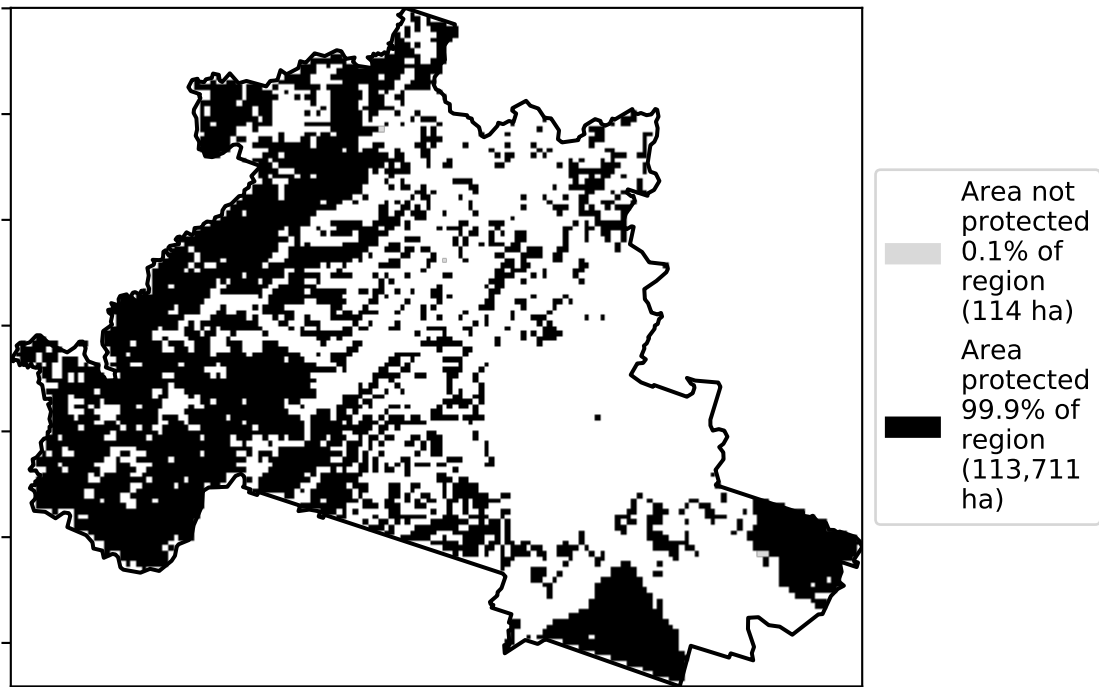 Area not
protected
0.1% of
region
(114 ha)
Area
protected
99.9% of
region
(113,711
ha)